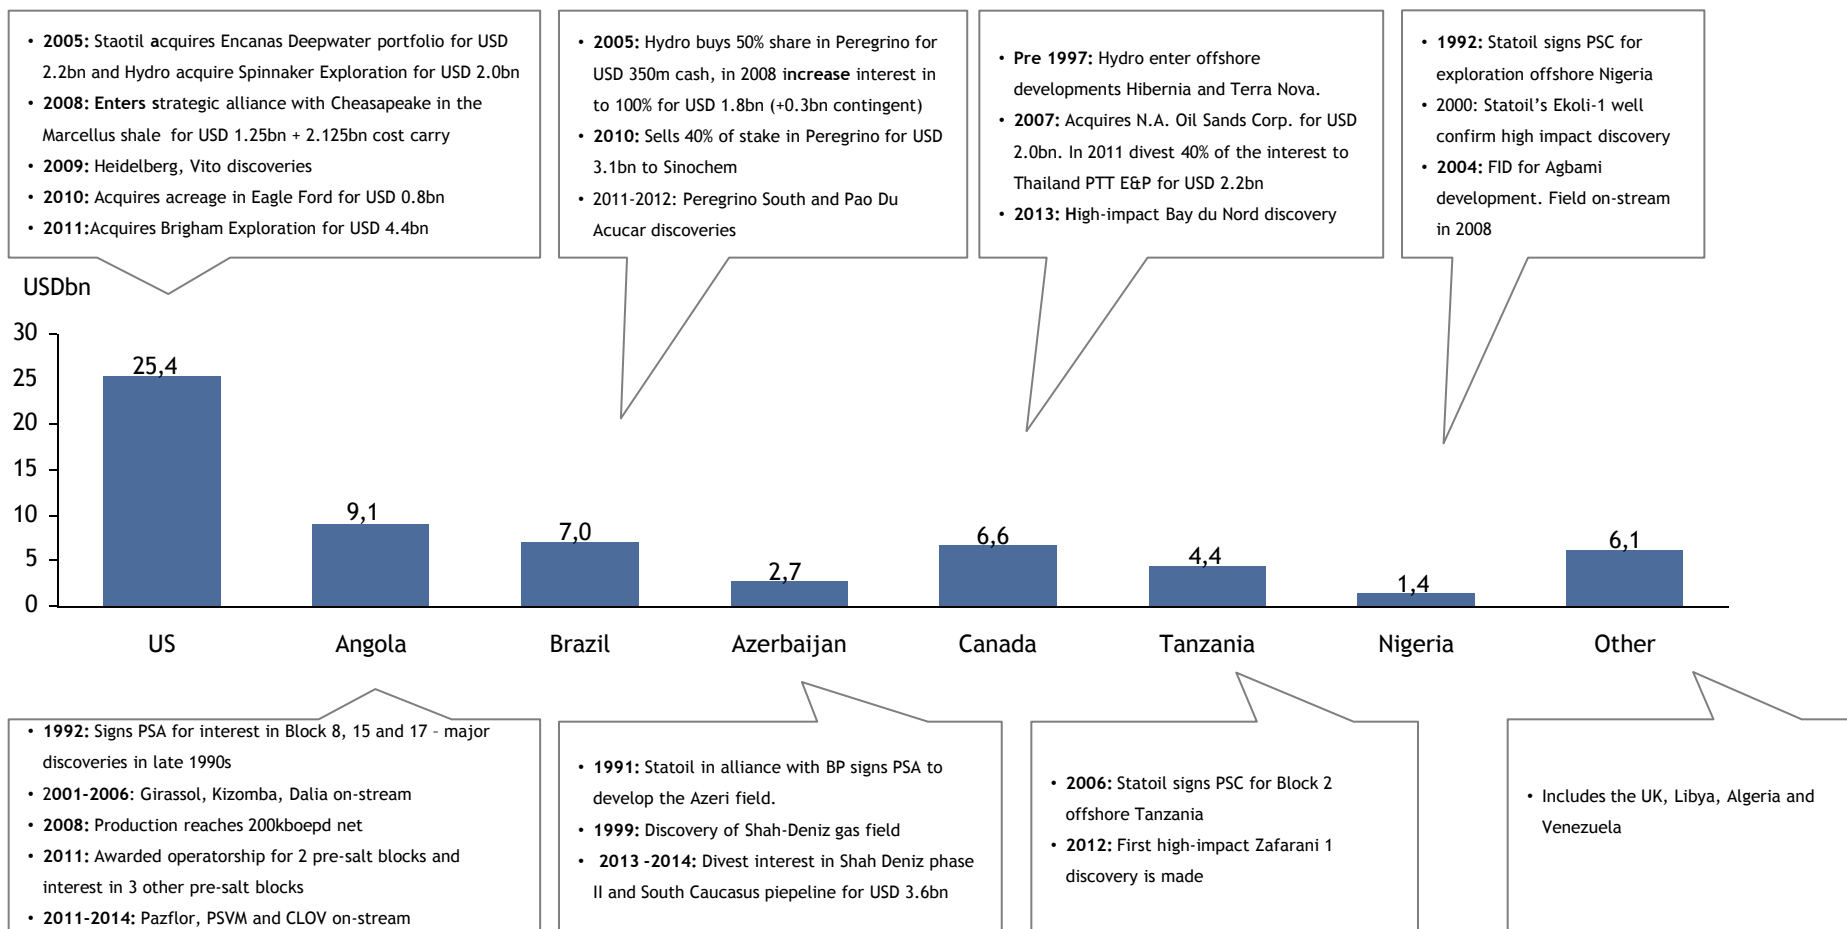 • 2005: Staotil acquires Encanas Deepwater portfolio for USD
2.2bn and Hydro acquire Spinnaker Exploration for USD 2.0bn
• 2008: Enters strategic alliance with Cheasapeake in the
Marcellus shale for USD 1.25bn + 2.125bn cost carry
• 2009: Heidelberg, Vito discoveries
• 2010: Acquires acreage in Eagle Ford for USD 0.8bn
• 2011:Acquires Brigham Exploration for USD 4.4bn
• 2005: Hydro buys 50% share in Peregrino for
USD 350m cash, in 2008 increase interest in
to 100% for USD 1.8bn (+0.3bn contingent)
• 2010: Sells 40% of stake in Peregrino for USD
3.1bn to Sinochem
• 2011-2012: Peregrino South and Pao Du
Acucar discoveries
• Pre 1997: Hydro enter offshore
developments Hibernia and Terra Nova.
• 2007: Acquires N.A. Oil Sands Corp. for USD
2.0bn. In 2011 divest 40% of the interest to
Thailand PTT E&P for USD 2.2bn
• 2013: High-impact Bay du Nord discovery
• 1992: Statoil signs PSC for
exploration offshore Nigeria
• 2000: Statoil’s Ekoli-1 well
confirm high impact discovery
• 2004: FID for Agbami
development. Field on-stream
in 2008
USDbn
30
25
20
15
10
5
0
25,4
9,1
7,0
2,7
6,6
4,4
1,4
6,1
US
Angola
Brazil
Azerbaijan
Canada
Tanzania
Nigeria
Other
• 1992: Signs PSA for interest in Block 8, 15 and 17 – major
discoveries in late 1990s
• 2001-2006: Girassol, Kizomba, Dalia on-stream
• 2008: Production reaches 200kboepd net
• 2011: Awarded operatorship for 2 pre-salt blocks and
interest in 3 other pre-salt blocks
• 2011-2014: Pazflor, PSVM and CLOV on-stream
• 1991: Statoil in alliance with BP signs PSA to
develop the Azeri field.
• 1999: Discovery of Shah-Deniz gas field
• 2013 -2014: Divest interest in Shah Deniz phase
II and South Caucasus piepeline for USD 3.6bn
• 2006: Statoil signs PSC for Block 2
offshore Tanzania
• 2012: First high-impact Zafarani 1
discovery is made
• Includes the UK, Libya, Algeria and
Venezuela